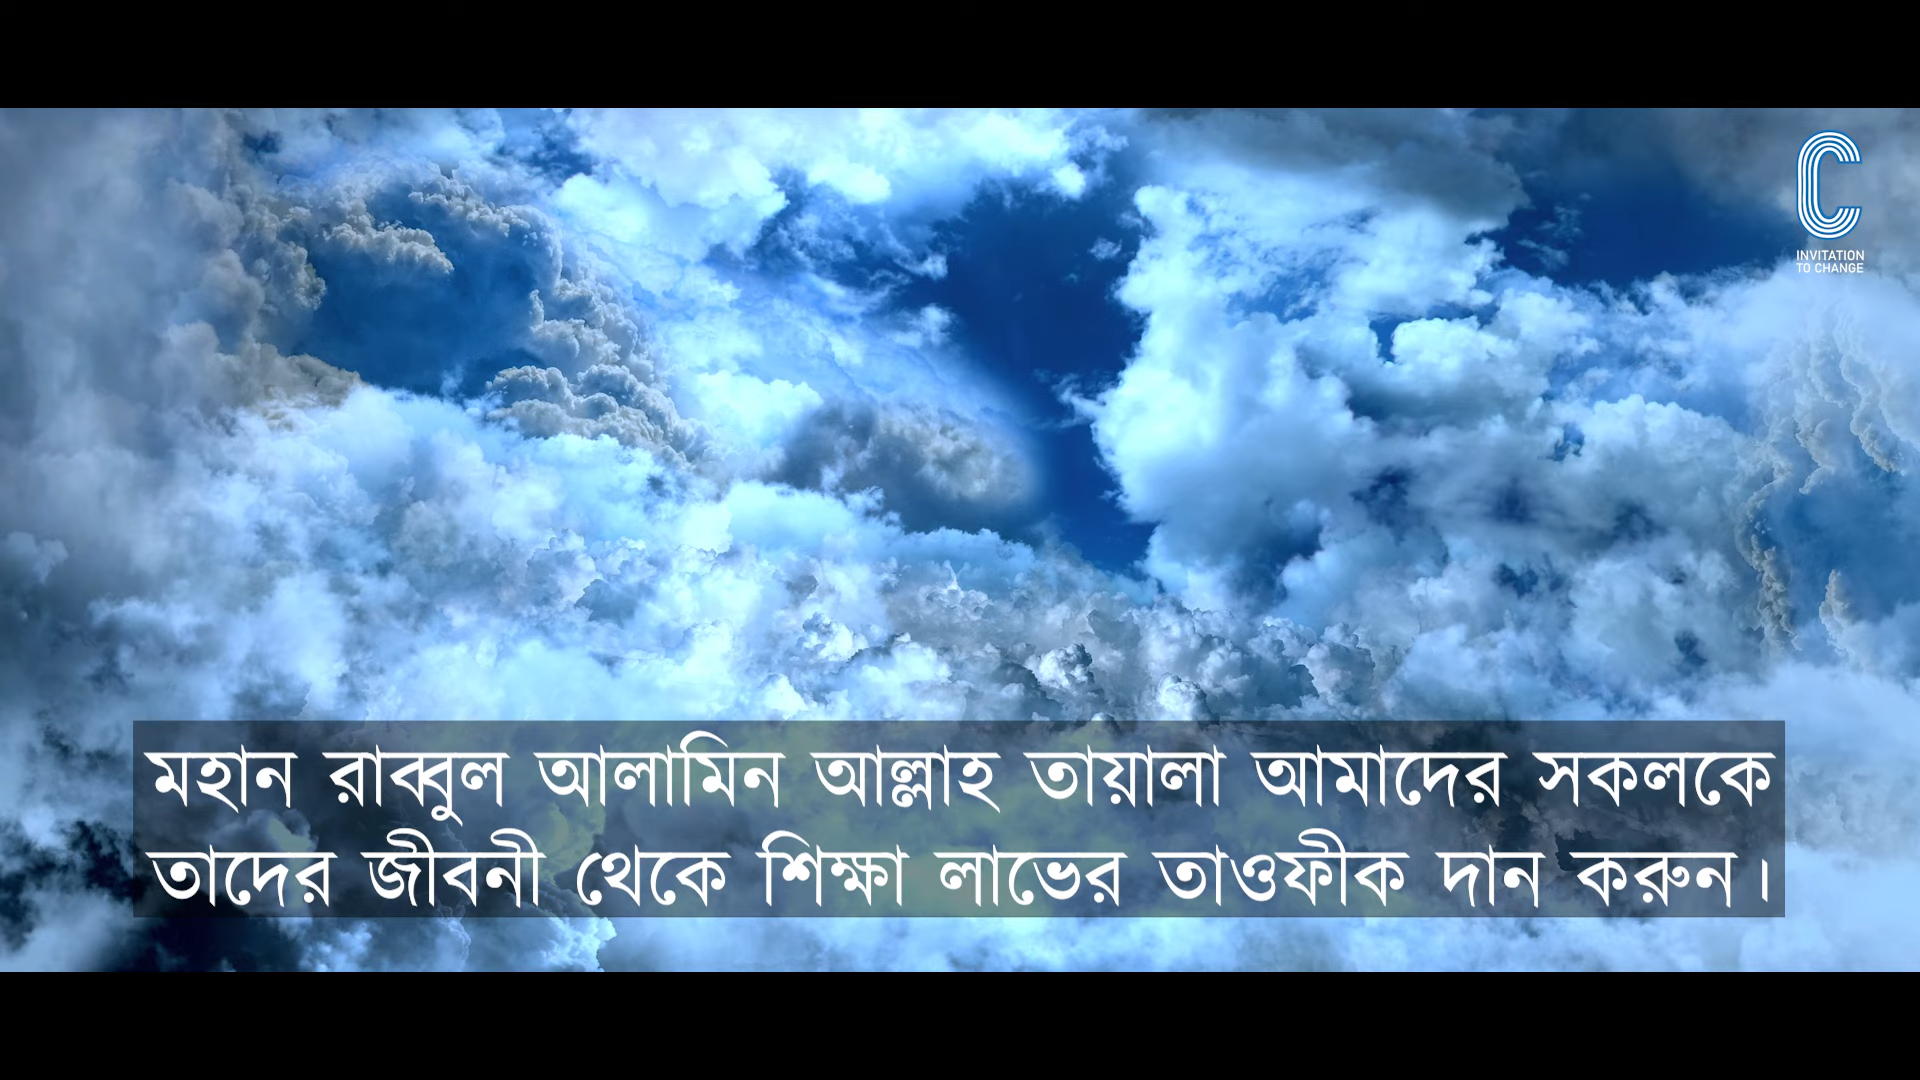 INVITATION
TO CHANGE
মহান রাব্বুল আলামিন আল্লাহ তায়ালা আমাদের সকলকে
তাদের জীবনী থেকে শিক্ষা লাভের তাওফীক দান করুন।